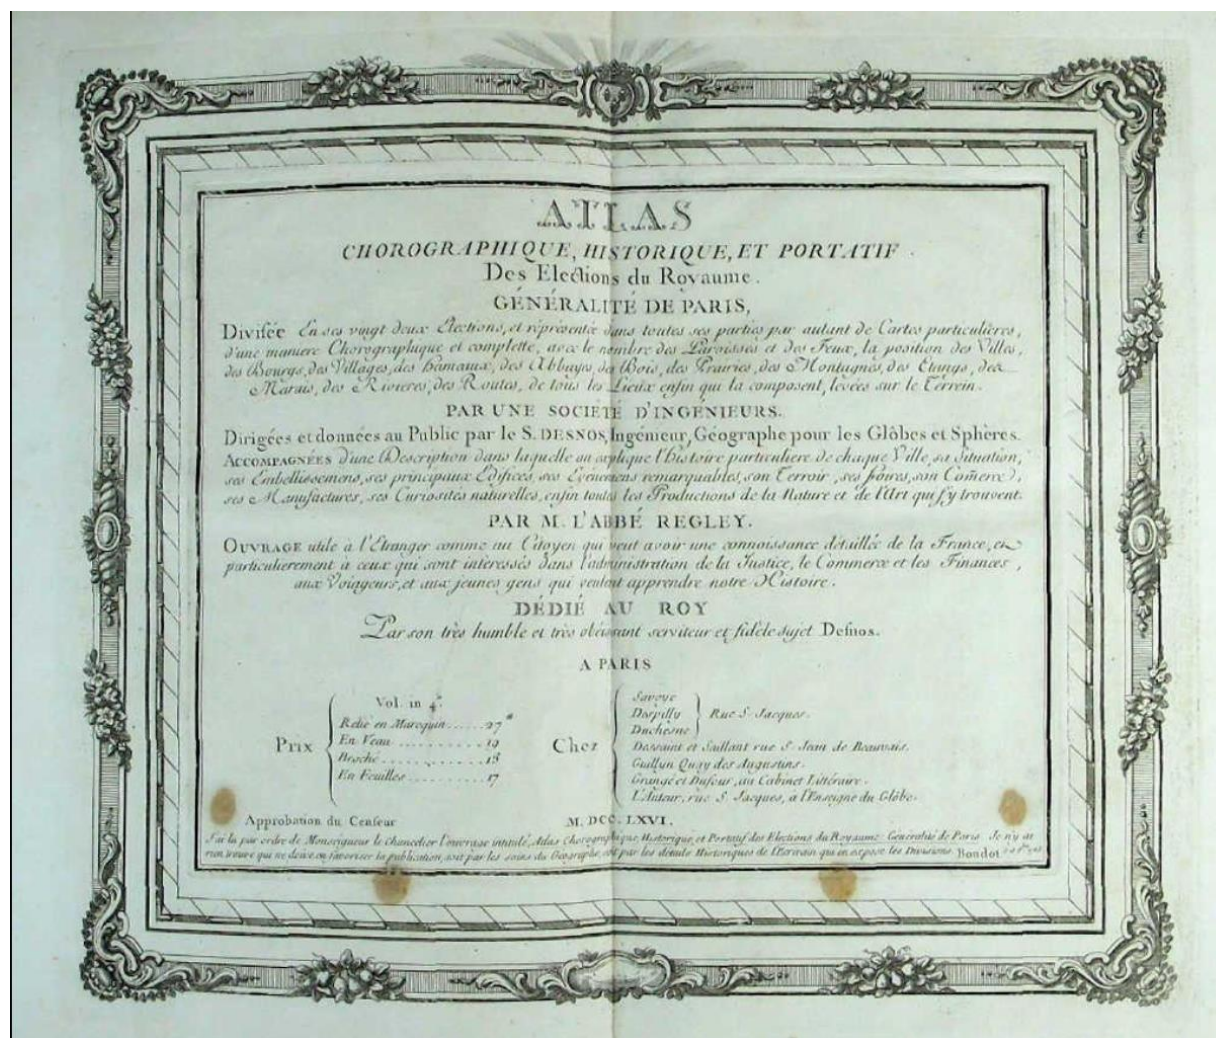 ATLAS
CHOROGRAPHIQUE, HISTORIQUE, ET PORTATIF.
Des Elections du Royaume.
GÉNÉRALITÉ DE PARIS,
Divisée En ses vingt deux Élections, et réprésentée dans toutes ses parties par autant de Cartes particulières,
d'une maniere Chorographique et complette, avec le nombre des Paroisses et des Feux, la position des Villes,
des Bourgs, des Villages, des Hameaux, des Abbayes, des Bois, des Prairies, des Montagnes, des Etangs, des
Marais, des Rivieres, des Routes, de tous les Lieux enfin qui la composent, levées sur le Terrein.
PAR UNE SOCIÉTÉ D'INGÉNIEURS.
Dirigées et données au Public par le S. DESNOS, Ingénieur, Géographe pour les Glôbes et Sphères.
ACCOMPAGNÉES d'une Description dans laquelle on explique l'histoire particuliere de chaque Ville, sa Situation,
ses Embellissemens, ses principaux Edifices, ses Evénemens remarquables, son Terroir, ses foires, son Com̃erce,
ses Manufactures, ses Curiosités naturelles, enfin toutes les Productions de la Nature et de l'Art qui s'y trouvent.
PAR M. L'ABBÉ REGLEY.
OUVRAGE utile à l'Etranger comme au Citoyen qui veut avoir une connoissance détaillée de la France, et
particulierement à ceux qui sont intéressés dans l'administration de la Justice, le Commerce et les Finances,
aux Voiageurs, et aux jeunes gens qui veulent apprendre notre Histoire.
DÉDIÉ AU ROY
Par son très humble et très obéissant serviteur et fidèle sujet Desnos.
A PARIS
Prix
Vol. in 4.º
Relié en Maroquin......27.ᵗᵗ
En Veau..........19
Broché..........18
En Feuilles.........17
Chez
Savoye
Despilly
Duchesne
Rue S. Jacques.
Dessaint et Saillant rue S. Jean de Beauvais.
Guillyn Quay des Augustins.
Grangé et Dufour, au Cabinet Littéraire.
L'Auteur, rue S. Jacques, à l'Enseigne du Glôbe.
Approbation du Censeur
M. DCC. LXVI.
J'ai lu par ordre de Monseigneur le Chancelier l'ouvrage intitulé, Atlas Chorographique, Historique, et Portatif des Elections du Royaume. Généralité de Paris. Je n'y ai
rien trouvé qui ne doive en favoriser la publication, soit par les soins du Géographe, soit par les détails Historiques de l'Ecrivain qui en expose les Divisions. Bondot